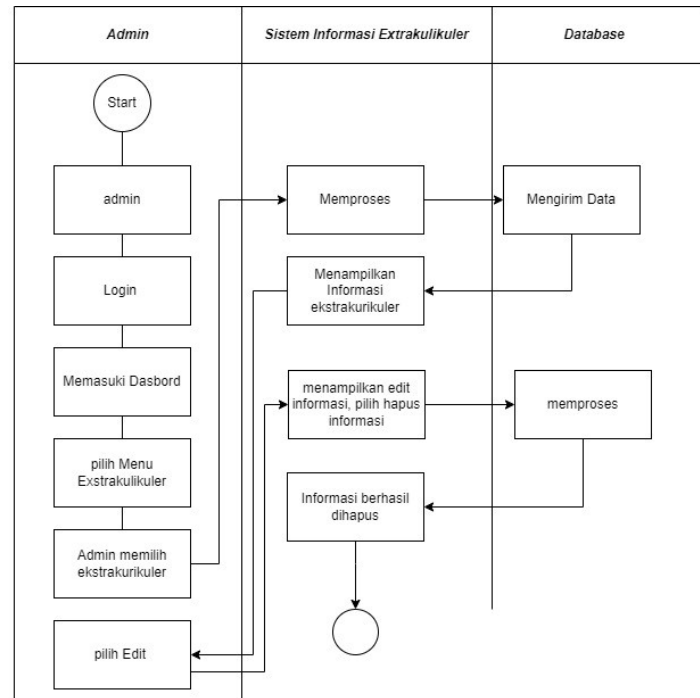 Admin
Sistem Informasi Extrakulikuler
Database
Start
admin
Memproses
Mengirim Data
Login
Menampilkan
Informasi
ekstrakurikuler
Memasuki Dasbord
menampilkan edit
informasi, pilih hapus
informasi
memproses
pilih Menu
Exstrakulikuler
Informasi berhasil
dihapus
Admin memilih
ekstrakurikuler
pilih Edit